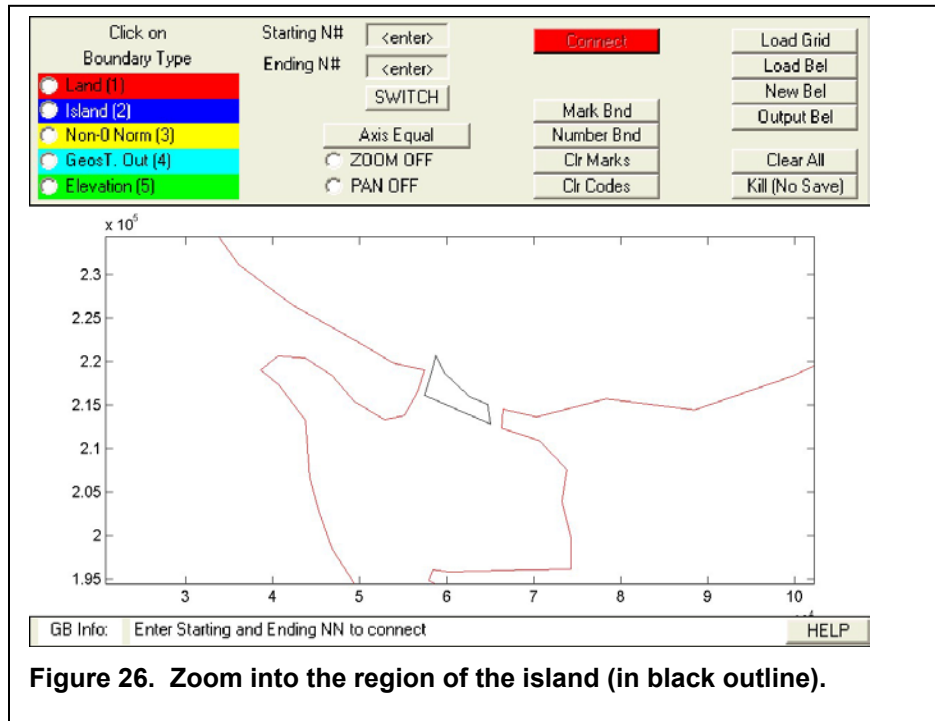 Click on
Boundary Type
Land (1)
Island (2)
Non-0 Norm (3)
GeosT. Out (4)
Elevation (5)
Starting N# <enter>
Ending N# <enter>
SWITCH
Axis Equal
ZOOM OFF
PAN OFF
Connect
Mark Bnd
Number Bnd
Clr Marks
Clr Codes
Load Grid
Load Bel
New Bel
Output Bel
Clear All
Kill (No Save)
x 10^5
2.3
2.25
2.2
2.15
2.1
2.05
2
1.95
3 4 5 6 7 8 9 10
GB Info: Enter Starting and Ending NN to connect HELP
Figure 26. Zoom into the region of the island (in black outline).